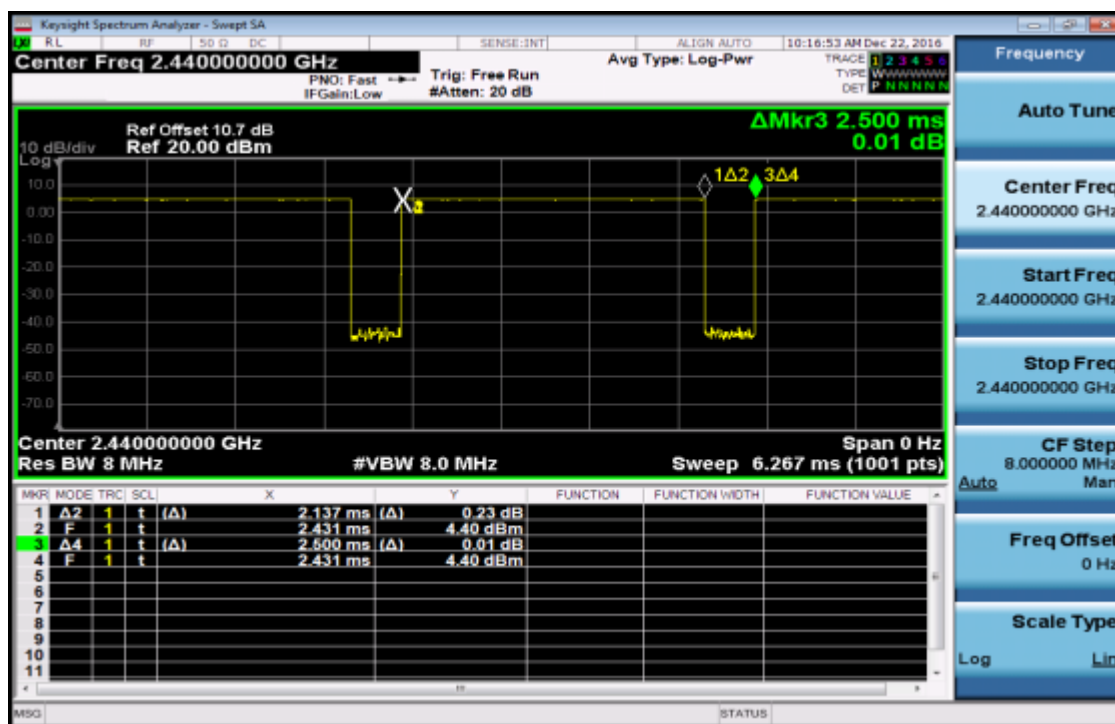 Keysight Spectrum Analyzer - Swept SA
RL RF 50 Ω DC SENSE:INT ALIGN AUTO 10:16:53 AM Dec 22, 2016
Center Freq 2.440000000 GHz
PNO: Fast
IFGain:Low
Trig: Free Run
#Atten: 20 dB
Avg Type: Log-Pwr
TRACE 1 2 3 4 5 6
TYPE WWWWWW
DET P N N N N N
Frequency
Auto Tune
Center Freq
2.440000000 GHz
Start Freq
2.440000000 GHz
Stop Freq
2.440000000 GHz
CF Step
8.000000 MHz
Auto Man
Freq Offset
0 Hz
Scale Type
Log Lin
ΔMkr3 2.500 ms
0.01 dB
Ref Offset 10.7 dB
10 dB/div Ref 20.00 dBm
Log
1Δ2 3Δ4
10.0
0.00
-10.0
-20.0
-30.0
-40.0
-50.0
-60.0
-70.0
Center 2.440000000 GHz Span 0 Hz
Res BW 8 MHz #VBW 8.0 MHz Sweep 6.267 ms (1001 pts)
MKR MODE TRC SCL X Y FUNCTION FUNCTION WIDTH FUNCTION VALUE
1 Δ2 1 t (Δ) 2.137 ms (Δ) 0.23 dB
2 F 1 t 2.431 ms 4.40 dBm
3 Δ4 1 t (Δ) 2.500 ms (Δ) 0.01 dB
4 F 1 t 2.431 ms 4.40 dBm
5
6
7
8
9
10
11
MSG STATUS